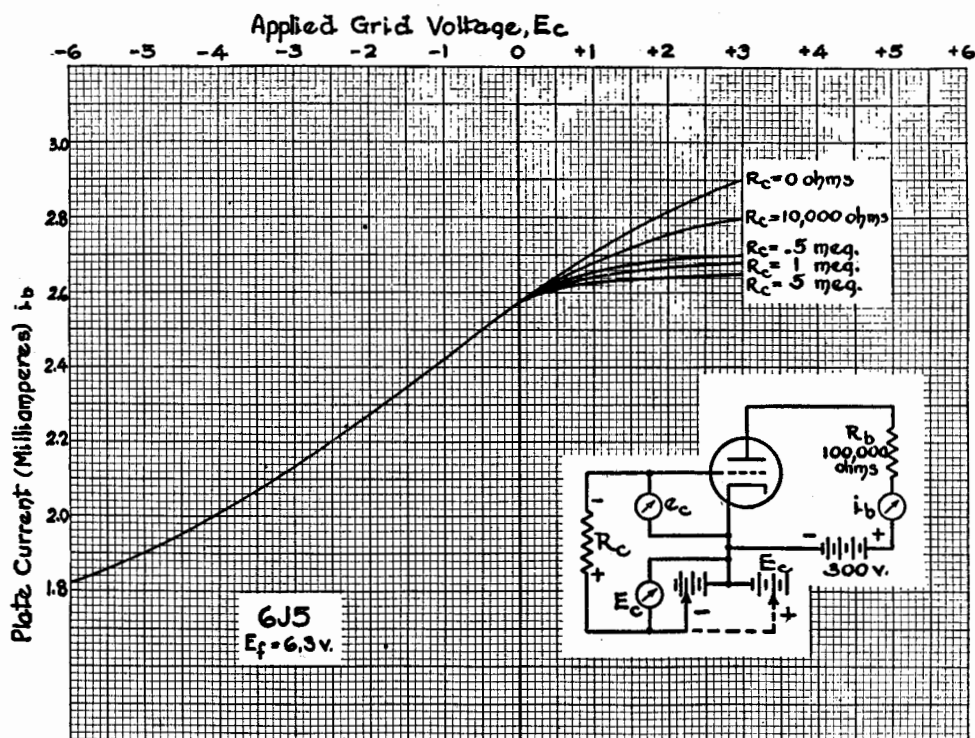 Applied Grid Voltage, Ec
-6 -4 -3 -2 -1 0 +1 +2 +3 +4 +5 +6
3.0
2.8
2.6
2.4
2.2
2.0
1.8
Plate Current (Milliamperes) ib
Rc=0 ohms
Rc=10,000 ohms
Rc= .5 meg.
Rc= 1 meg.
Rc= 5 meg.
Rb
100,000
ohms
- ec
ib
Rc
- +
+
300 v.
Ec
Ec
- +
6J5
Ef=6,3 v.